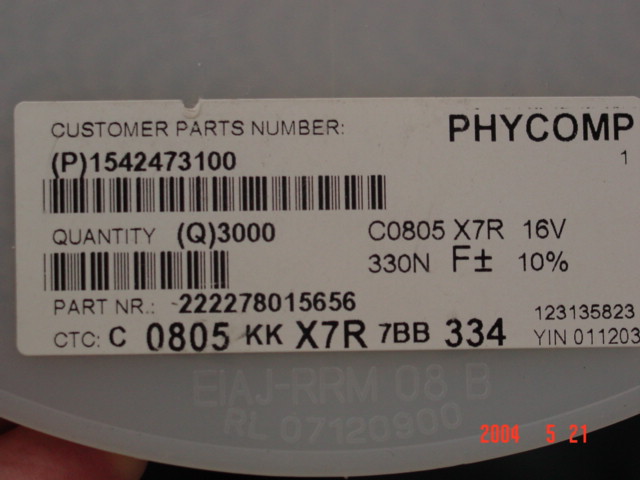 CUSTOMER PARTS NUMBER:
PHYCOMP
(P)1542473100
1
QUANTITY (Q)3000
C0805 X7R 16V
330N F± 10%
PART NR.: 222278015656
123135823
CTC: C 0805 KK X7R 7BB 334
YIN 011203
EIAJ-RRM 08 B
RL 07120900
2004 5 21